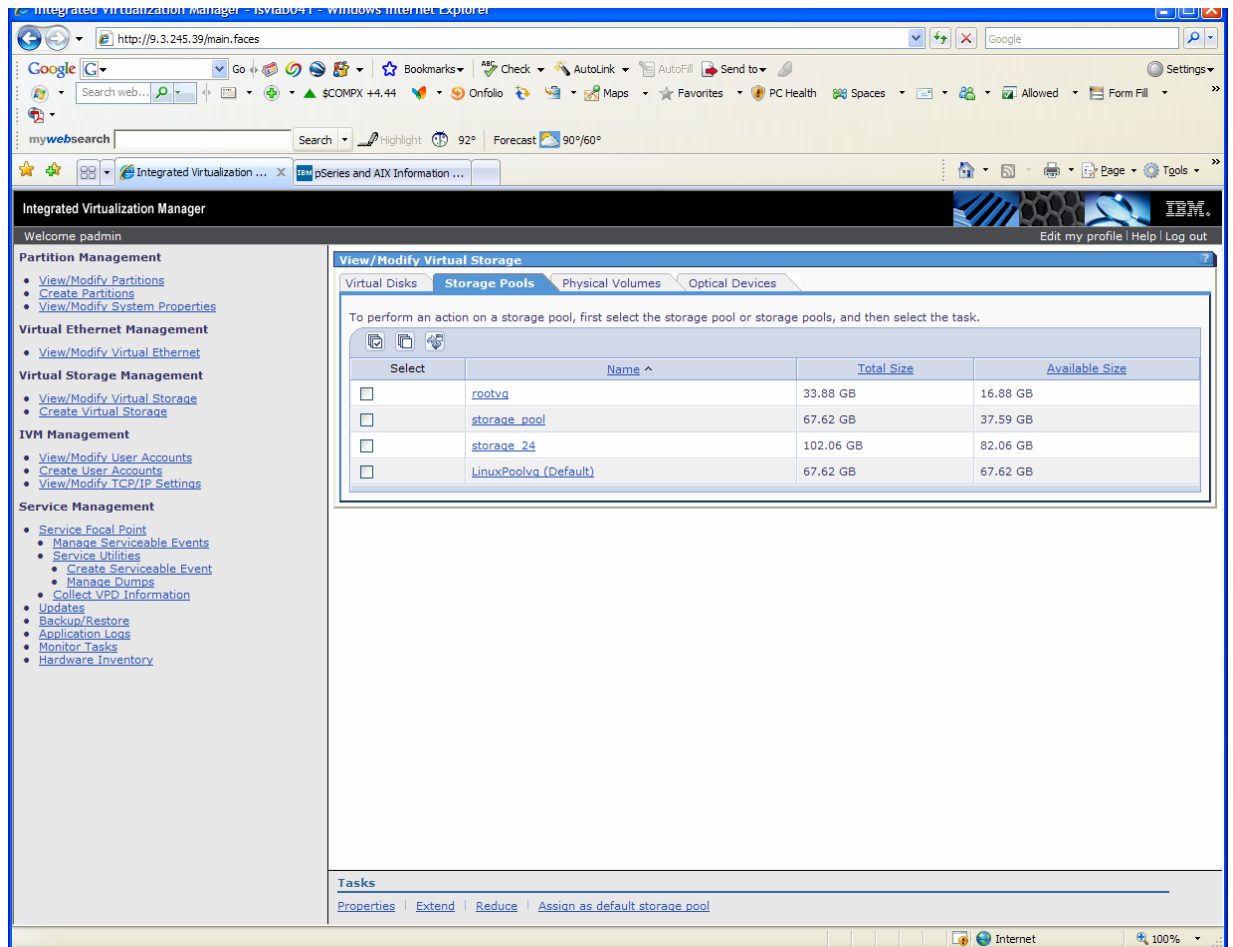 Integrated Virtualization Manager - isvlab041 - Windows Internet Explorer
http://9.3.245.39/main.faces
Google
Google G Go Bookmarks ABC Check AutoLink AutoFill Send to Settings
Search web... $COMPX +4.44 Onfolio Maps Favorites PC Health Spaces Allowed Form Fill »
mywebsearch Search Highlight 92° Forecast 90°/60°
Integrated Virtualization ... X IBM pSeries and AIX Information ... Page Tools »
Integrated Virtualization Manager
IBM.
Welcome padmin
Edit my profile | Help | Log out
Partition Management
View/Modify Partitions
Create Partitions
View/Modify System Properties
Virtual Ethernet Management
View/Modify Virtual Ethernet
Virtual Storage Management
View/Modify Virtual Storage
Create Virtual Storage
IVM Management
View/Modify User Accounts
Create User Accounts
View/Modify TCP/IP Settings
Service Management
Service Focal Point
Manage Serviceable Events
Service Utilities
Create Serviceable Event
Manage Dumps
Collect VPD Information
Updates
Backup/Restore
Application Logs
Monitor Tasks
Hardware Inventory
View/Modify Virtual Storage ?
Virtual Disks Storage Pools Physical Volumes Optical Devices
To perform an action on a storage pool, first select the storage pool or storage pools, and then select the task.
Select Name ^ Total Size Available Size
rootvg 33.88 GB 16.88 GB
storage_pool 67.62 GB 37.59 GB
storage_24 102.06 GB 82.06 GB
LinuxPoolvg (Default) 67.62 GB 67.62 GB
Tasks
Properties | Extend | Reduce | Assign as default storage pool
Internet 100%